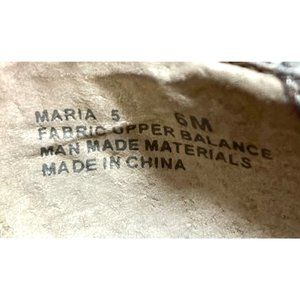 MARIA 5 6M
FABRIC UPPER BALANCE
MAN MADE MATERIALS
MADE IN CHINA